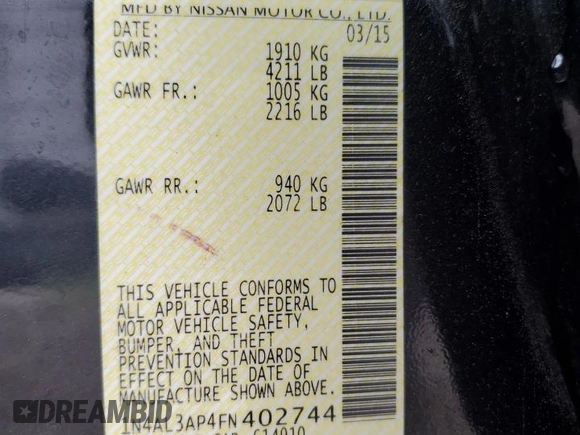 MFD BY NISSAN MOTOR CO., LTD.
DATE: 03/15
GVWR: 1910 KG
4211 LB
GAWR FR.: 1005 KG
2216 LB
GAWR RR.: 940 KG
2072 LB
THIS VEHICLE CONFORMS TO
ALL APPLICABLE FEDERAL
MOTOR VEHICLE SAFETY,
BUMPER, AND THEFT
PREVENTION STANDARDS IN
EFFECT ON THE DATE OF
MANUFACTURE SHOWN ABOVE.
1N4AL3AP4FN402744
DREAMBID